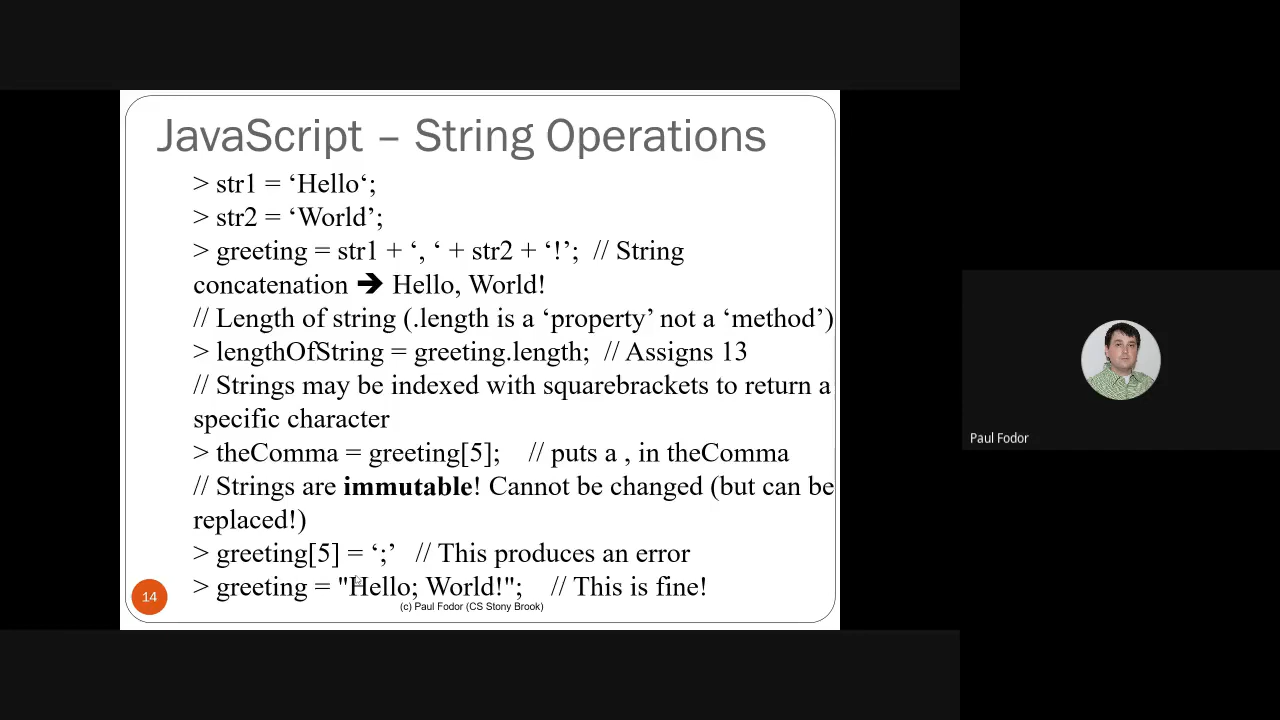 JavaScript – String Operations
> str1 = ‘Hello‘;
> str2 = ‘World’;
> greeting = str1 + ‘, ‘ + str2 + ‘!’;  // String
concatenation ➔ Hello, World!
// Length of string (.length is a ‘property’ not a ‘method’)
> lengthOfString = greeting.length;  // Assigns 13
// Strings may be indexed with squarebrackets to return a
specific character
> theComma = greeting[5];    // puts a , in theComma
// Strings are immutable! Cannot be changed (but can be
replaced!)
> greeting[5] = ‘;’   // This produces an error
> greeting = "Hello; World!";    // This is fine!
14
(c) Paul Fodor (CS Stony Brook)
Paul Fodor